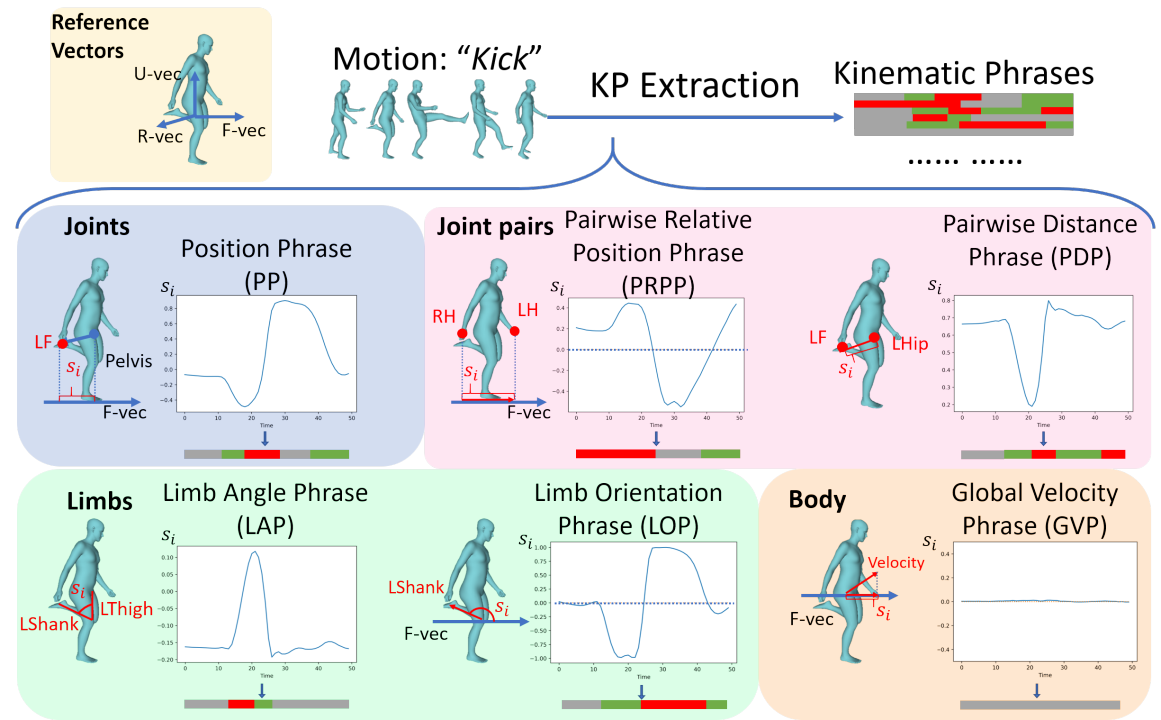 Reference
Vectors
U-vec
R-vec
F-vec
Motion: “Kick”
KP Extraction
Kinematic Phrases
…… ……
Joints
Position Phrase
(PP)
LF
Pelvis
s_i
F-vec
s_i
0.8
0.6
0.4
0.2
0.0
−0.2
−0.4
0 10 20 30 40 50
Time
Joint pairs
Pairwise Relative
Position Phrase
(PRPP)
RH
LH
s_i
F-vec
s_i
0.4
0.2
0.0
−0.2
−0.4
0 10 20 30 40 50
Time
Pairwise Distance
Phrase (PDP)
LF
LHip
s_i
s_i
0.8
0.7
0.6
0.5
0.4
0.3
0.2
0 10 20 30 40 50
Time
Limbs
Limb Angle Phrase
(LAP)
s_i
LThigh
LShank
s_i
0.10
0.05
0.00
−0.05
−0.10
−0.15
−0.20
0 10 20 30 40 50
Time
Limb Orientation
Phrase (LOP)
LShank
s_i
F-vec
s_i
1.00
0.75
0.50
0.25
0.00
−0.25
−0.50
−0.75
−1.00
0 10 20 30 40 50
Time
Body
Global Velocity
Phrase (GVP)
Velocity
F-vec
s_i
s_i
0.4
0.2
0.0
−0.2
−0.4
0 10 20 30 40 50
Time